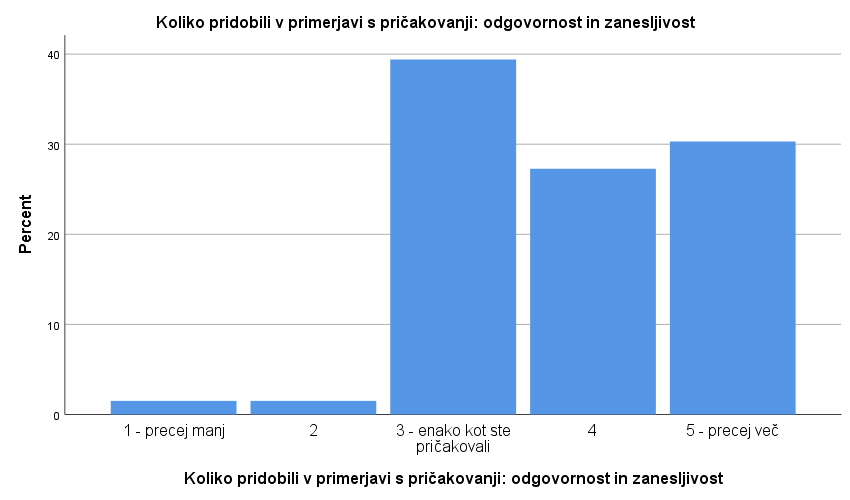 Koliko pridobili v primerjavi s pričakovanji: odgovornost in zanesljivost
Percent
40
30
20
10
0
1 - precej manj
2
3 - enako kot ste
pričakovali
4
5 - precej več
Koliko pridobili v primerjavi s pričakovanji: odgovornost in zanesljivost